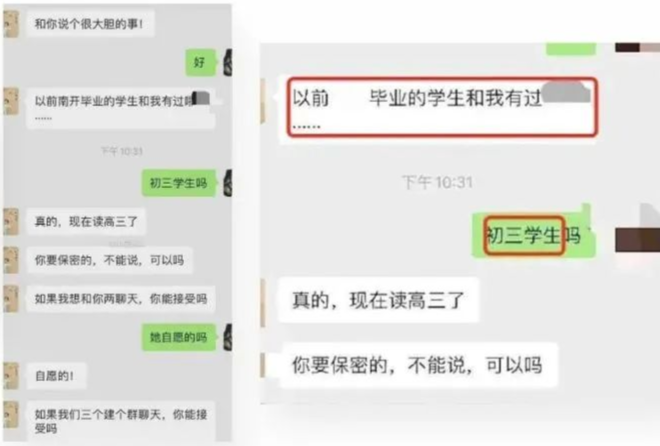 和你说个很大胆的事！
好
以前南开毕业的学生和我有过
......
下午10:31
初三学生吗
真的，现在读高三了
你要保密的，不能说，可以吗
如果我想和你两聊天，你能接受吗
她自愿的吗
自愿的！
如果我们三个建个群聊天，你能接
受吗
以前 毕业的学生和我有过
......
下午10:31
初三学生吗
真的，现在读高三了
你要保密的，不能说，可以吗